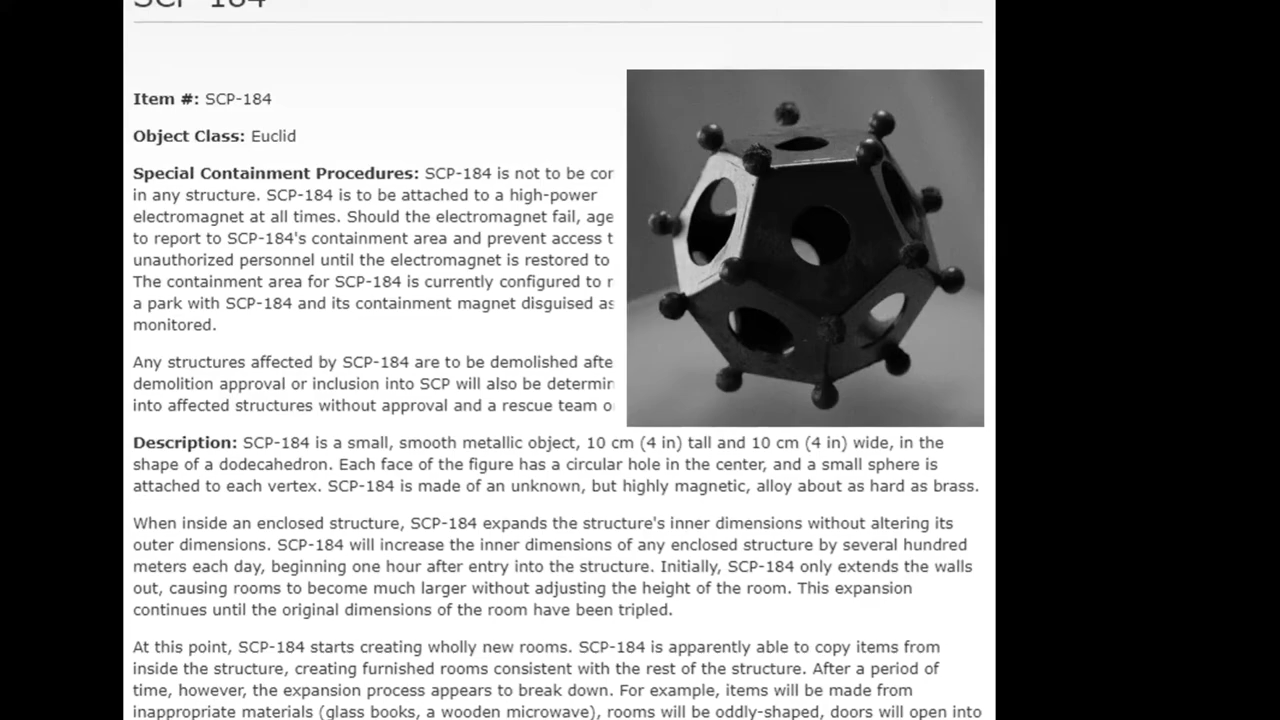 SCP-184
Item #: SCP-184
Object Class: Euclid
Special Containment Procedures: SCP-184 is not to be cor
in any structure. SCP-184 is to be attached to a high-power
electromagnet at all times. Should the electromagnet fail, age
to report to SCP-184's containment area and prevent access t
unauthorized personnel until the electromagnet is restored to
The containment area for SCP-184 is currently configured to r
a park with SCP-184 and its containment magnet disguised as
monitored.
Any structures affected by SCP-184 are to be demolished afte
demolition approval or inclusion into SCP will also be determin
into affected structures without approval and a rescue team o
Description: SCP-184 is a small, smooth metallic object, 10 cm (4 in) tall and 10 cm (4 in) wide, in the
shape of a dodecahedron. Each face of the figure has a circular hole in the center, and a small sphere is
attached to each vertex. SCP-184 is made of an unknown, but highly magnetic, alloy about as hard as brass.
When inside an enclosed structure, SCP-184 expands the structure's inner dimensions without altering its
outer dimensions. SCP-184 will increase the inner dimensions of any enclosed structure by several hundred
meters each day, beginning one hour after entry into the structure. Initially, SCP-184 only extends the walls
out, causing rooms to become much larger without adjusting the height of the room. This expansion
continues until the original dimensions of the room have been tripled.
At this point, SCP-184 starts creating wholly new rooms. SCP-184 is apparently able to copy items from
inside the structure, creating furnished rooms consistent with the rest of the structure. After a period of
time, however, the expansion process appears to break down. For example, items will be made from
inappropriate materials (glass books, a wooden microwave), rooms will be oddly-shaped, doors will open into